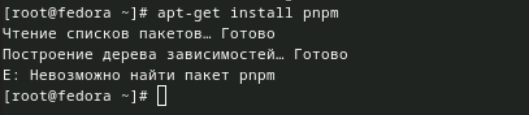 [root@fedora ~]# apt-get install pnpm
Чтение списков пакетов… Готово
Построение дерева зависимостей… Готово
E: Невозможно найти пакет pnpm
[root@fedora ~]#